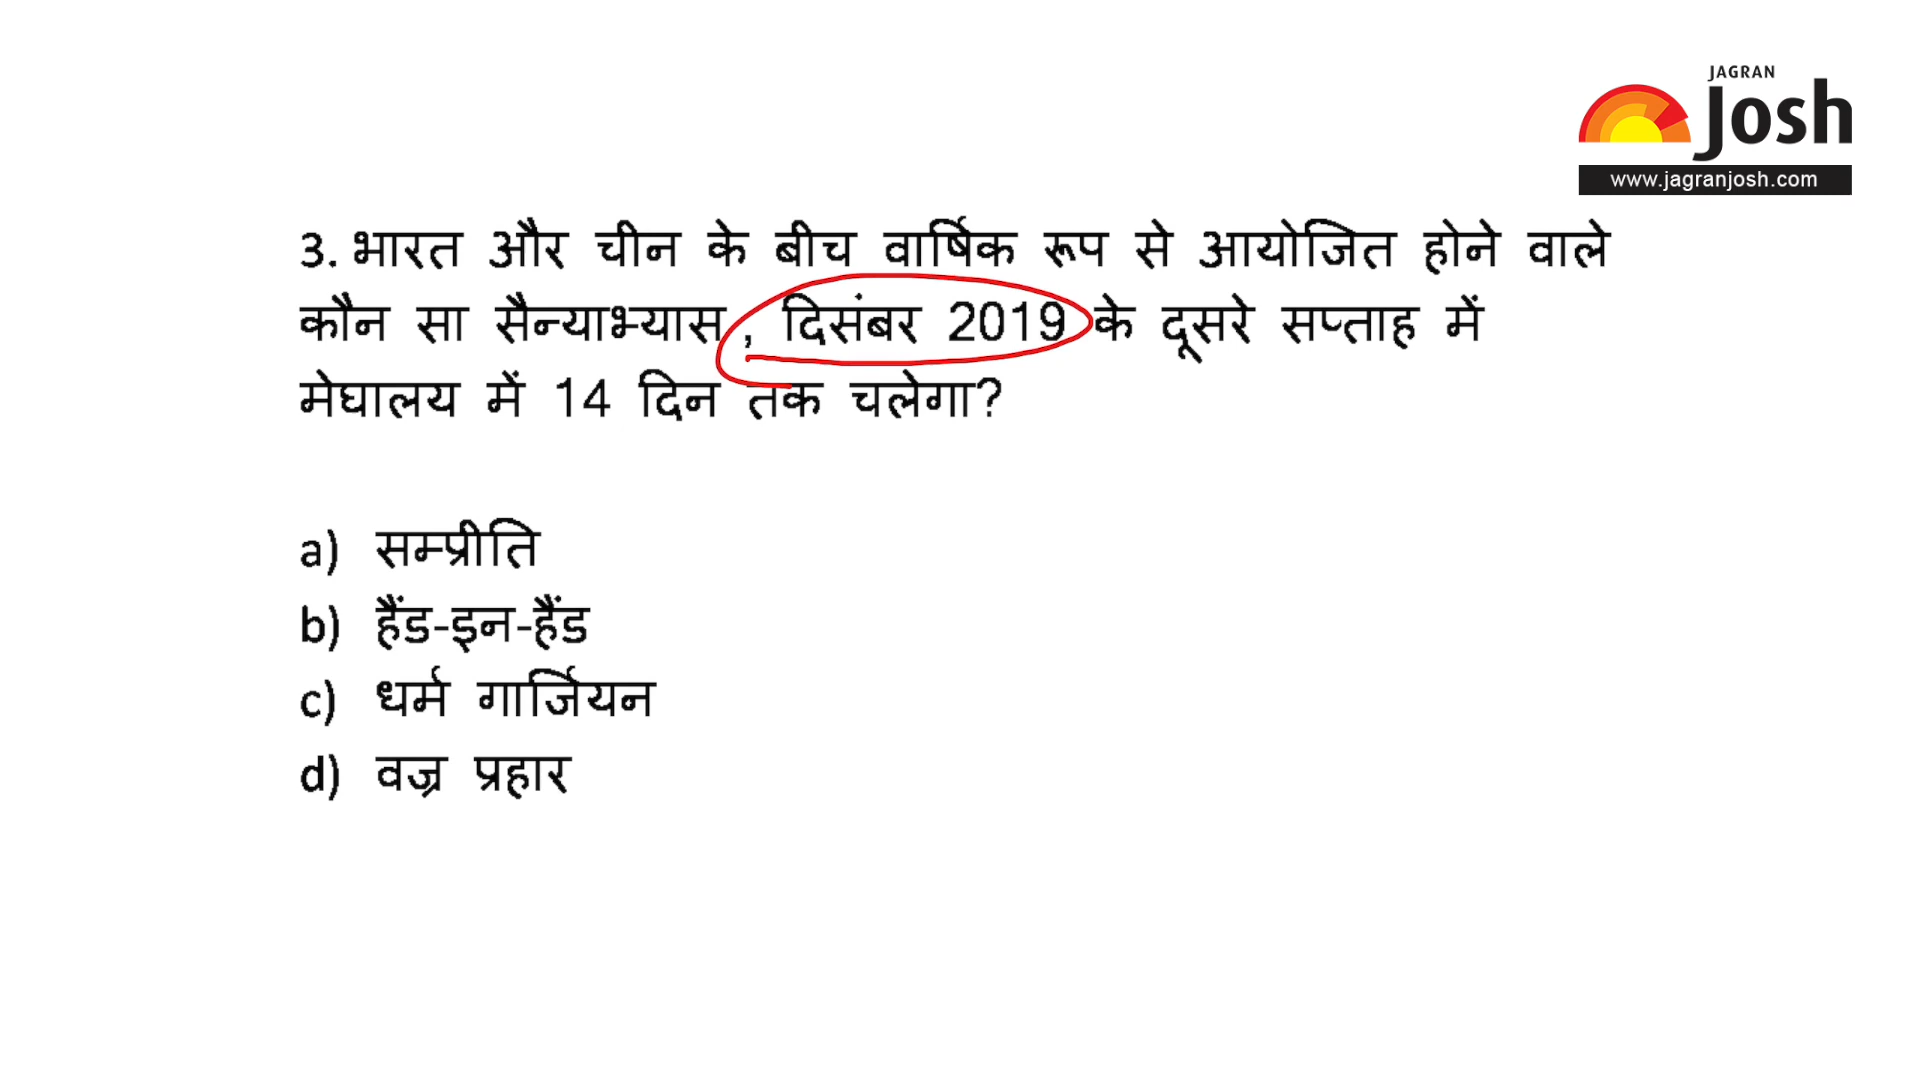 JAGRAN
Josh
www.jagranjosh.com
3. भारत और चीन के बीच वार्षिक रूप से आयोजित होने वाले
कौन सा सैन्याभ्यास , दिसंबर 2019 के दूसरे सप्ताह में
मेघालय में 14 दिन तक चलेगा?
a) सम्प्रीति
b) हैंड-इन-हैंड
c) धर्म गार्जियन
d) वज्र प्रहार